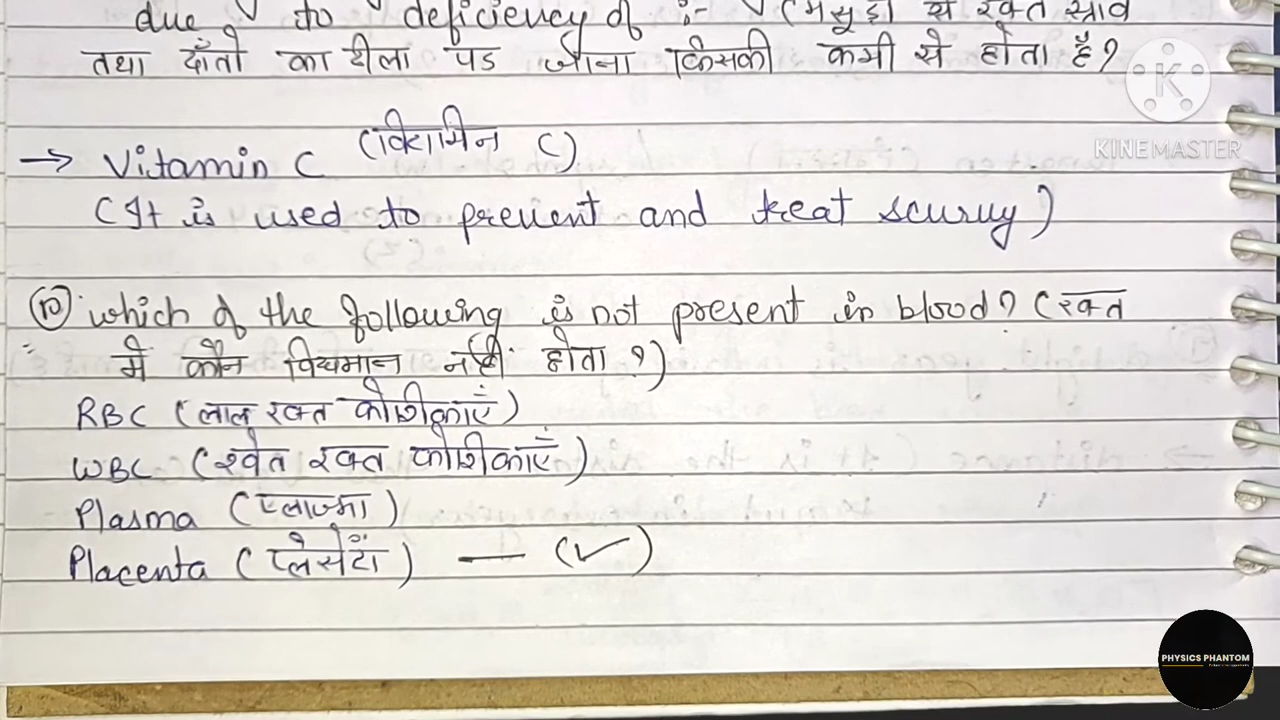 due to deficiency of :- (मसूड़ों से रक्त स्त्राव
तथा दाँतो का ढीला पड जाना किसकी कमी से होता है?
→ Vitamin C (विटामिन C)
(It is used to prevent and treat scurvy)
⑩ which of the following is not present in blood? (रक्त
में कौन विद्यमान नहीं होता ?)
RBC (लाल रक्त कोशीकाएँ)
WBC (श्वेत रक्त कोशीकाएँ)
Plasma (प्लाज्मा)
Placenta (प्लेसेंटा) — (✓)
KINEMASTER
PHYSICS PHANTOM